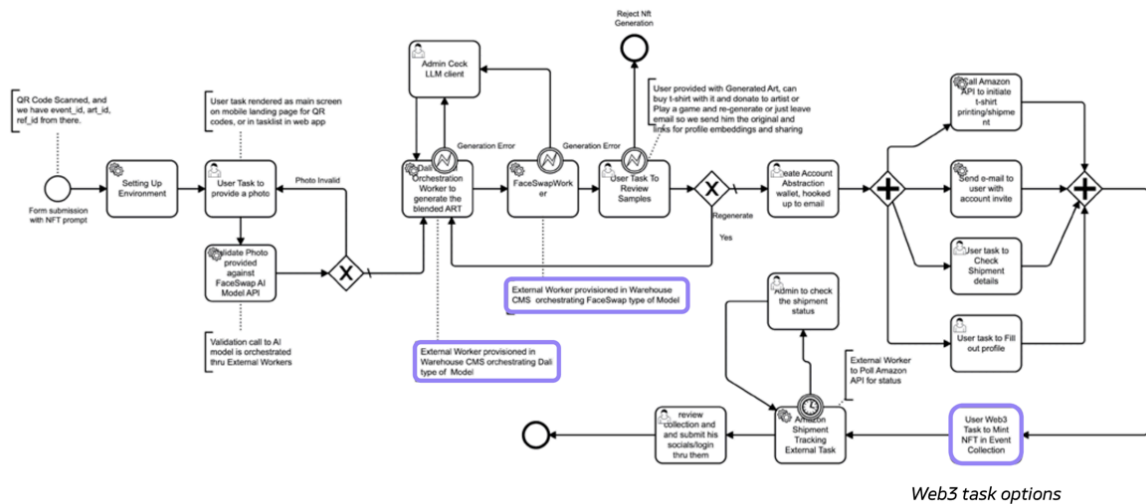 Reject Nft
Generation
Admin Ceck
LLM client
QR Code Scanned, and
we have event_id, art_id,
ref_id from there.
User task rendered as main screen
on mobile landing page for QR
codes, or in tasklist in web app
User provided with Generated Art, can
buy t-shirt with it and donate to artist or
Play a game and re-generate or just leave
email so we send him the original and
links for profile embeddings and sharing
Call Amazon
API to initiate
t-shirt
printing/shipme
nt
Generation Error
Generation Error
Form submission
with NFT prompt
Setting Up
Environment
User Task to
provide a photo
Photo Invalid
Dali
Orchestration
Worker to
generate the
blended ART
FaceSwapWork
er
User Task To
Review
Samples
Regenerate
Yes
Create Account
Abstraction
wallet, hooked
up to email
Send e-mail to
user with
account invite
Validate Photo
provided
against
FaceSwap AI
Model API
User task to
Check
Shipment
details
External Worker provisioned in Warehouse
CMS orchestrating FaceSwap type of Model
Admin to check
the shipment
status
User task to Fill
out profile
Validation call to AI
model is orchestrated
thru External Workers
External Worker provisioned in
Warehouse CMS orchestrating Dali
type of Model
External Worker
to Poll Amazon
API for status
review
collection and
and submit his
socials/login
thru them
Amazon
Shipment
Tracking
External Task
User Web3
Task to Mint
NFT in Event
Collection
Web3 task options